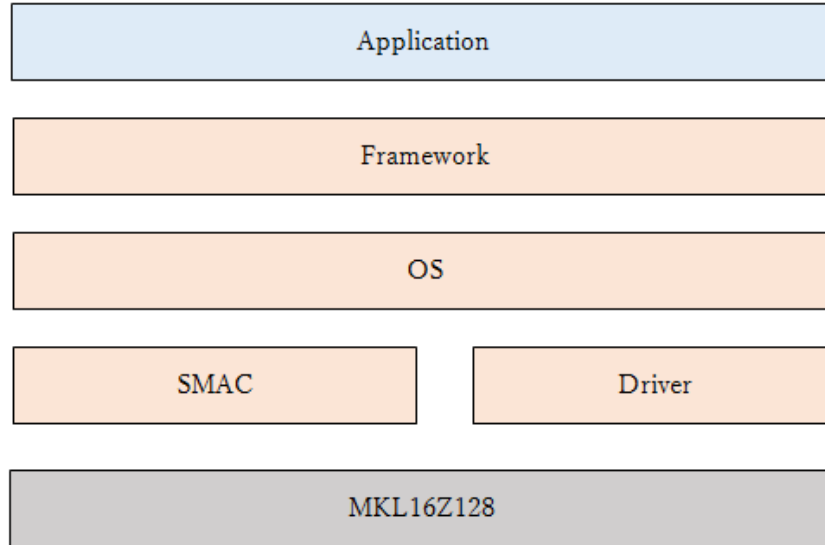 Application
Framework
OS
SMAC
Driver
MKL16Z128